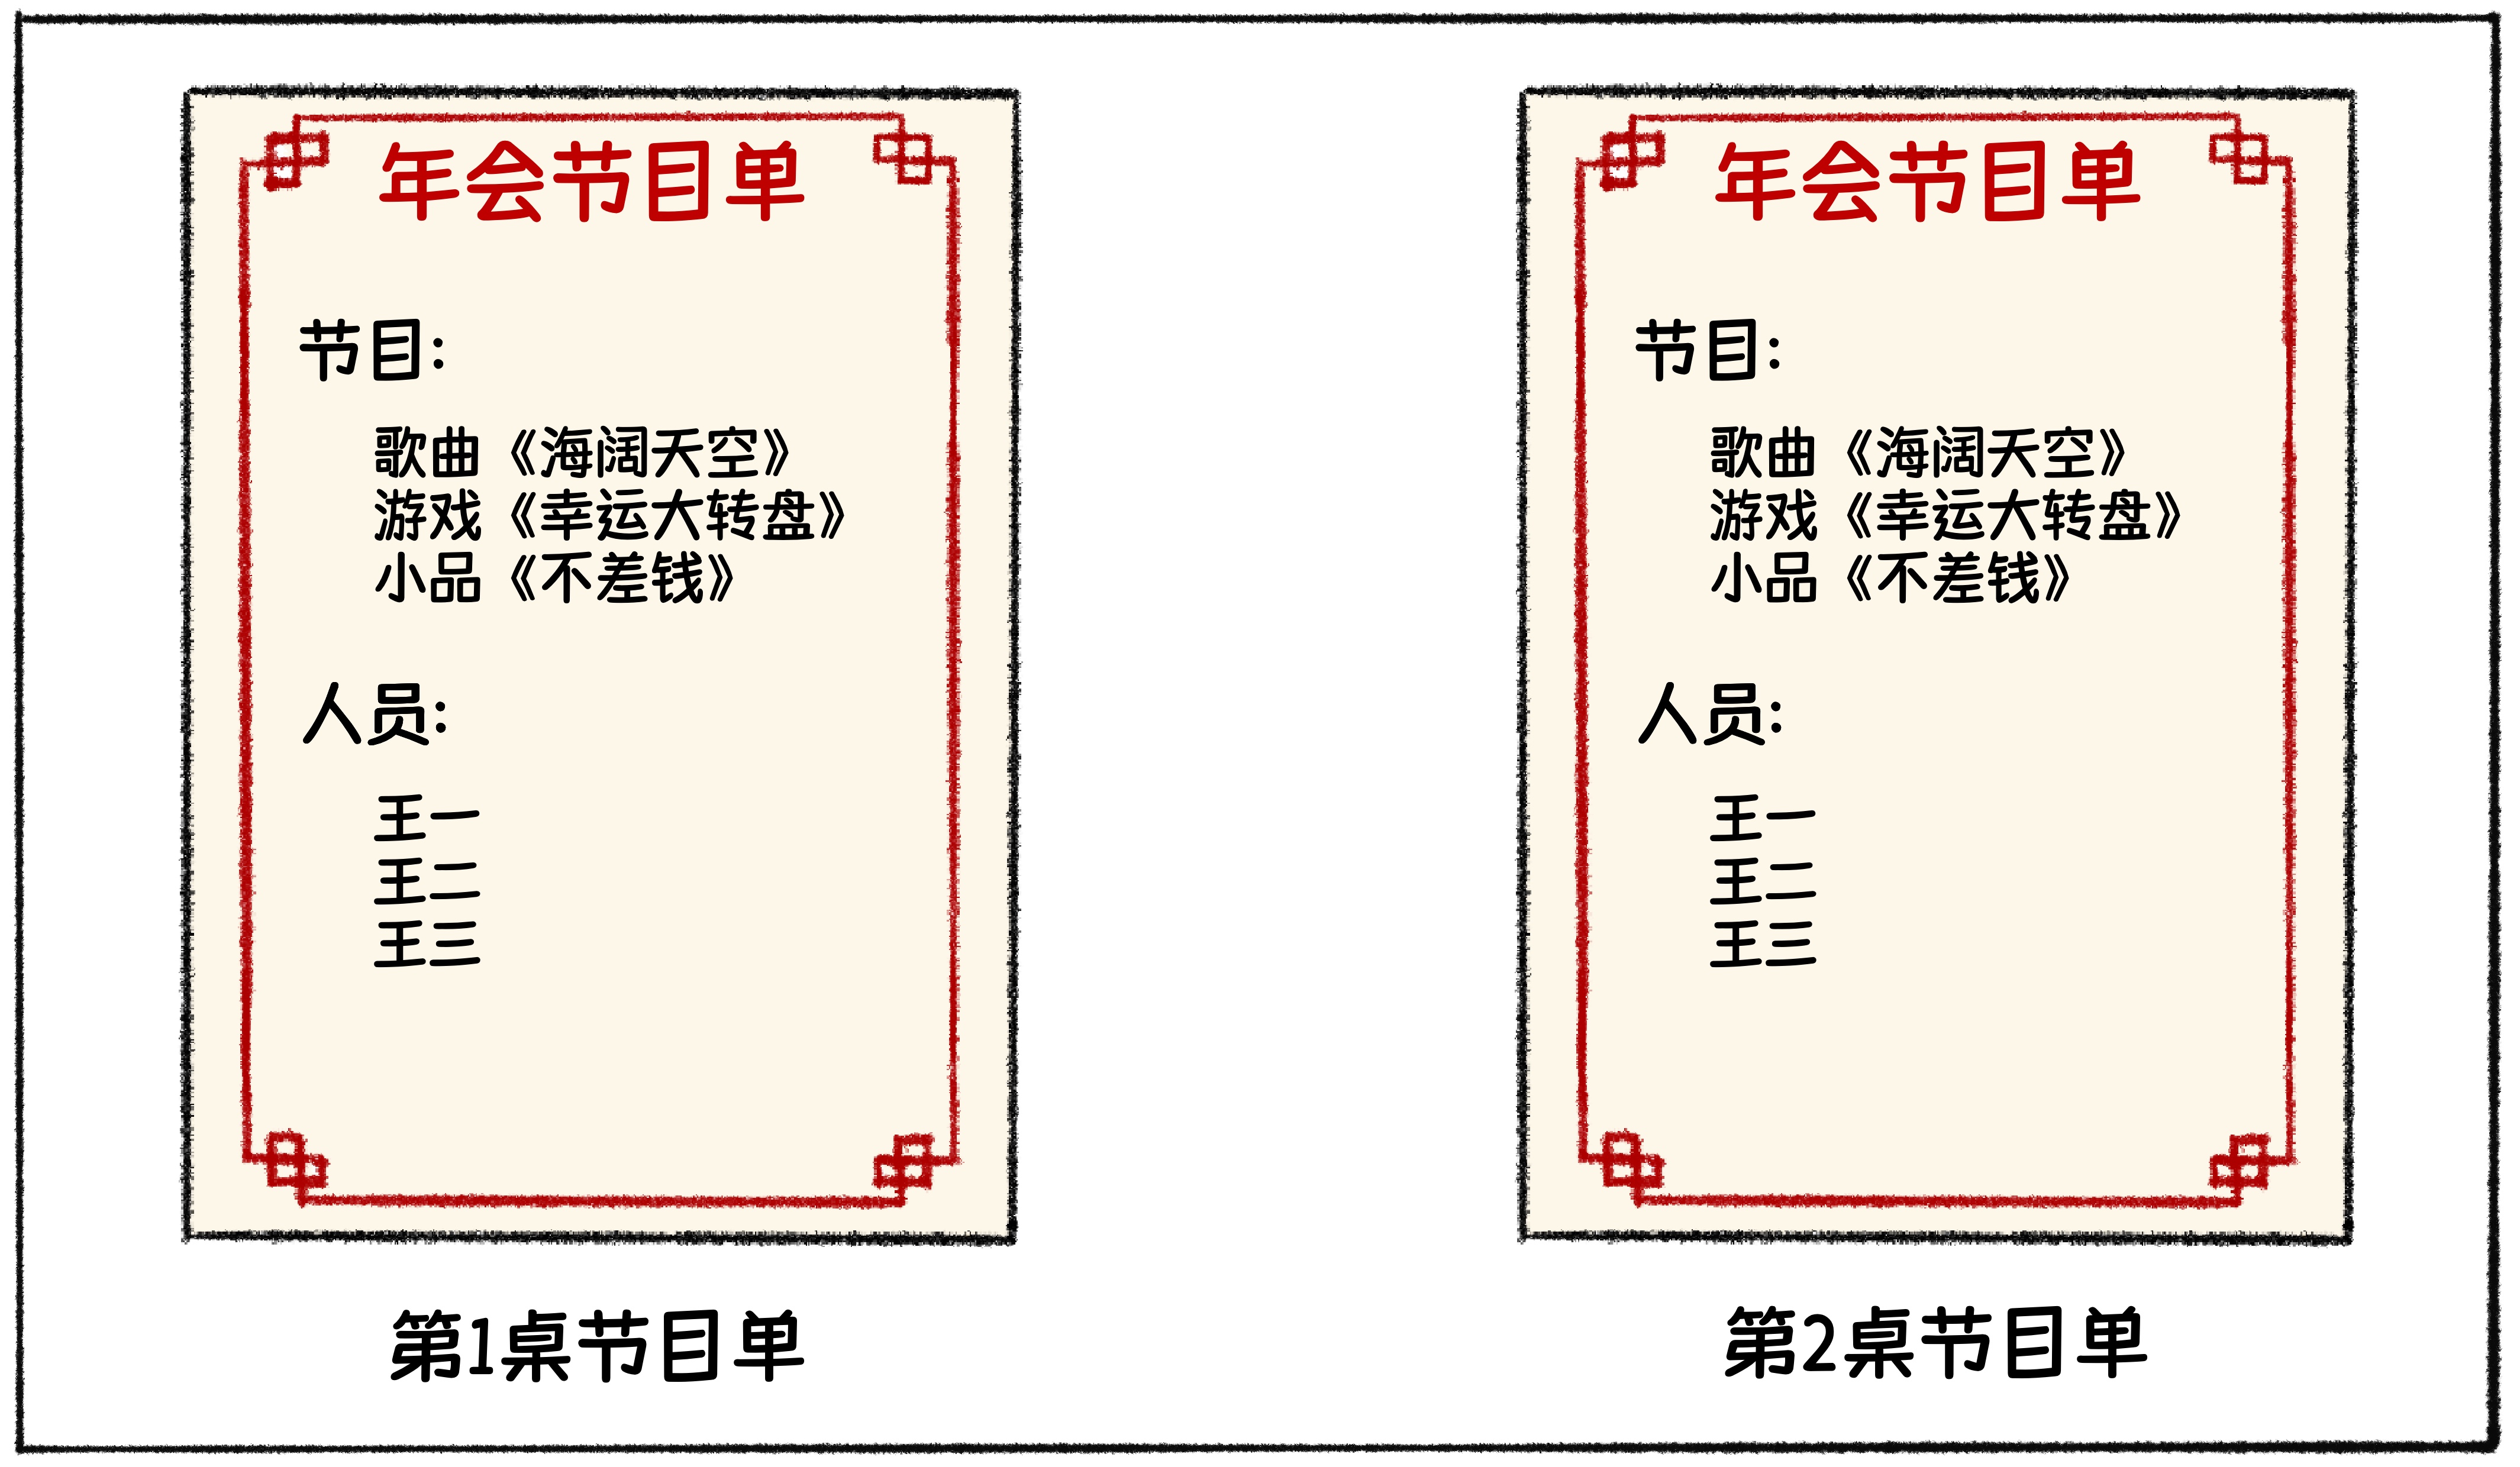 年会节目单
节目:
歌曲《海阔天空》
游戏《幸运大转盘》
小品《不差钱》
人员:
王一
王二
王三
第1桌节目单
年会节目单
节目:
歌曲《海阔天空》
游戏《幸运大转盘》
小品《不差钱》
人员:
王一
王二
王三
第2桌节目单